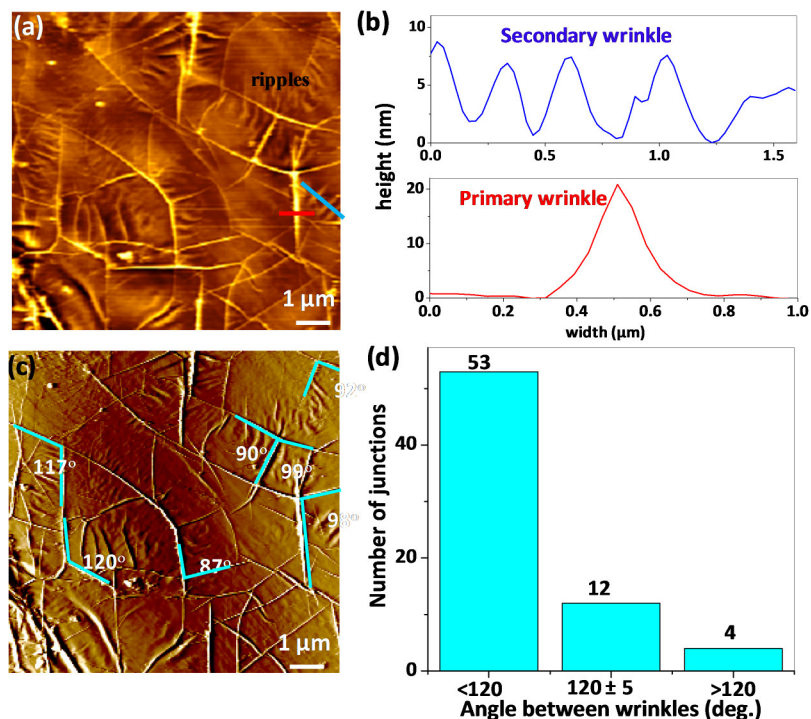 (a)
ripples
1 μm
(b)
Secondary wrinkle
10
5
0
0.0 0.5 1.0 1.5
height (nm)
Primary wrinkle
20
10
0
0.0 0.2 0.4 0.6 0.8 1.0
width (μm)
(c)
92°
90°
99°
117°
98°
120°
87°
1 μm
(d)
53
12
4
40
20
0
Number of junctions
<120 120 ± 5 >120
Angle between wrinkles (deg.)